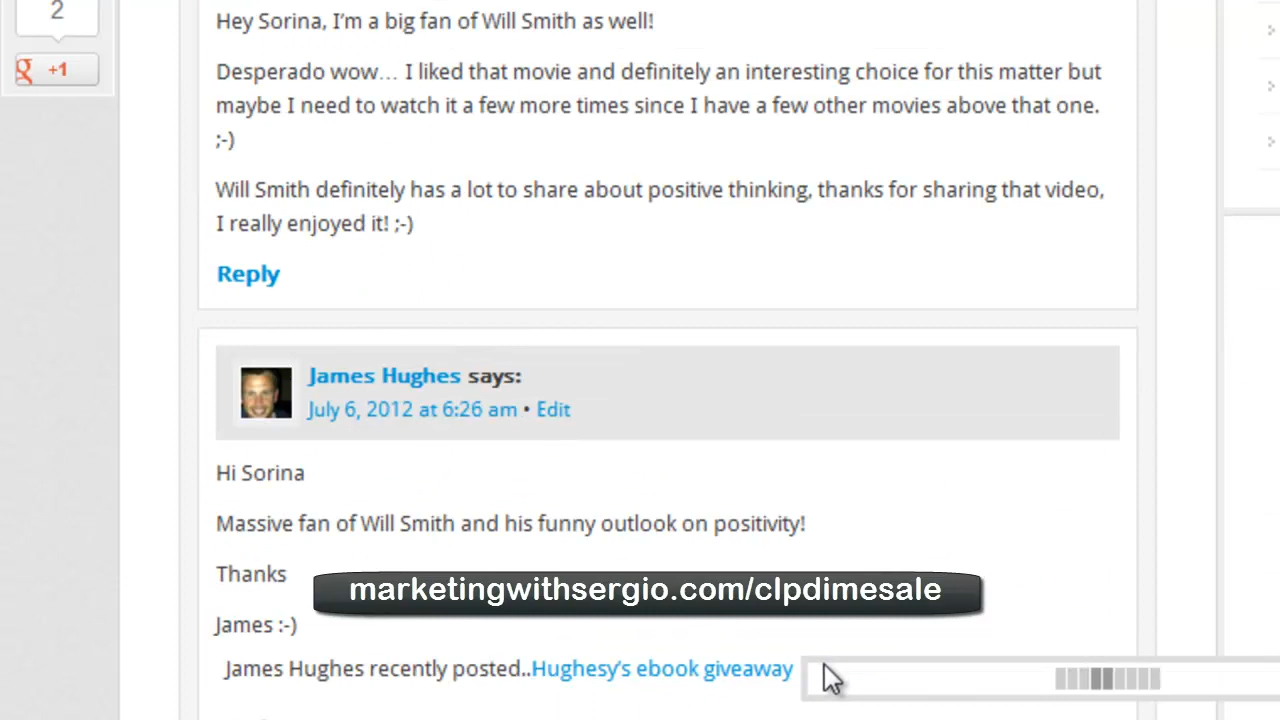 2
+1
Hey Sorina, I'm a big fan of Will Smith as well!
Desperado wow… I liked that movie and definitely an interesting choice for this matter but
maybe I need to watch it a few more times since I have a few other movies above that one.
;-)
Will Smith definitely has a lot to share about positive thinking, thanks for sharing that video,
I really enjoyed it! ;-)
Reply
James Hughes says:
July 6, 2012 at 6:26 am • Edit
Hi Sorina
Massive fan of Will Smith and his funny outlook on positivity!
Thanks
marketingwithsergio.com/clpdimesale
James :-)
James Hughes recently posted..Hughesy's ebook giveaway